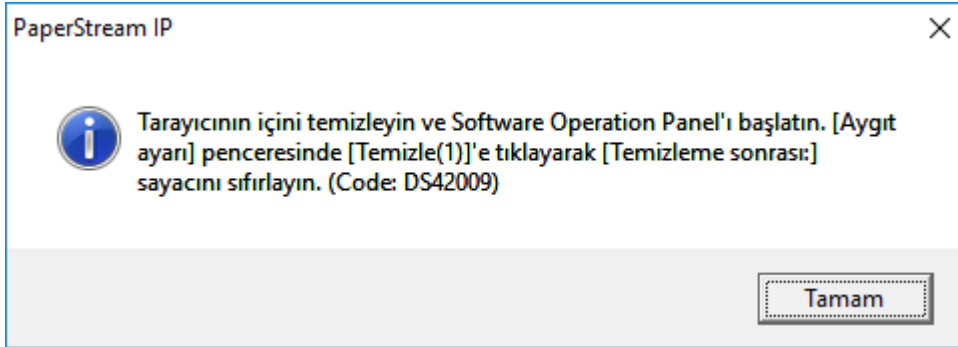 PaperStream IP
Tarayıcının içini temizleyin ve Software Operation Panel'ı başlatın. [Aygıt
ayarı] penceresinde [Temizle(1)]'e tıklayarak [Temizleme sonrası:]
sayacını sıfırlayın. (Code: DS42009)
Tamam